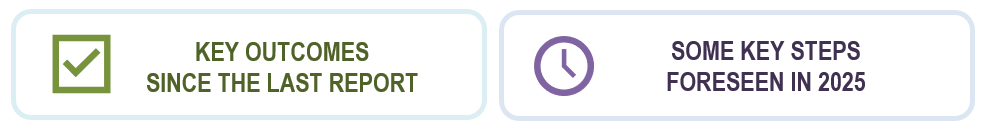 KEY OUTCOMES
SINCE THE LAST REPORT
SOME KEY STEPS
FORESEEN IN 2025